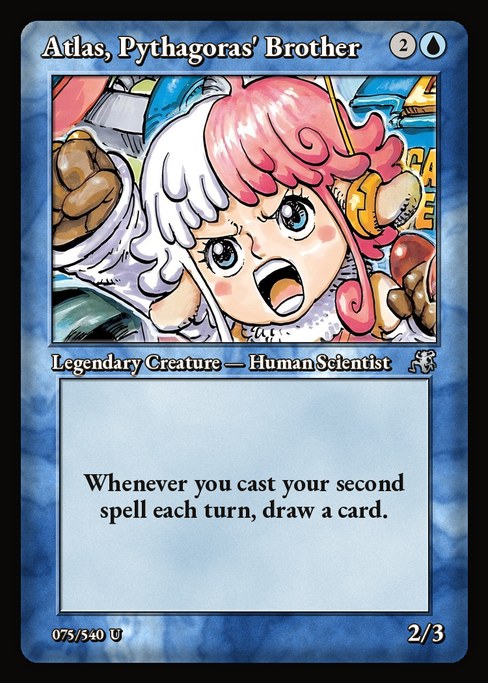 Atlas, Pythagoras' Brother 2
GA
E
Legendary Creature — Human Scientist
Whenever you cast your second
spell each turn, draw a card.
075/540 U 2/3